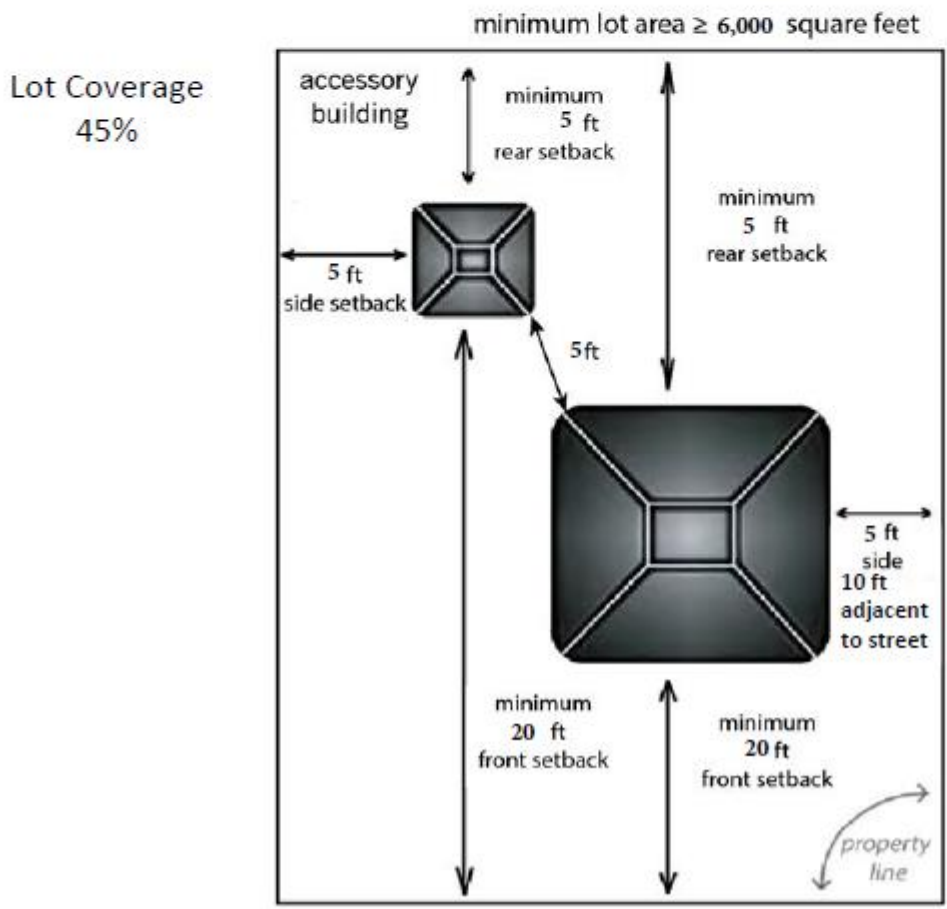 minimum lot area ≥ 6,000 square feet
Lot Coverage
45%
accessory
building
minimum
5 ft
rear setback
minimum
5 ft
rear setback
5 ft
side setback
5 ft
5 ft
side
10 ft
adjacent
to street
minimum
20 ft
front setback
minimum
20 ft
front setback
property
line